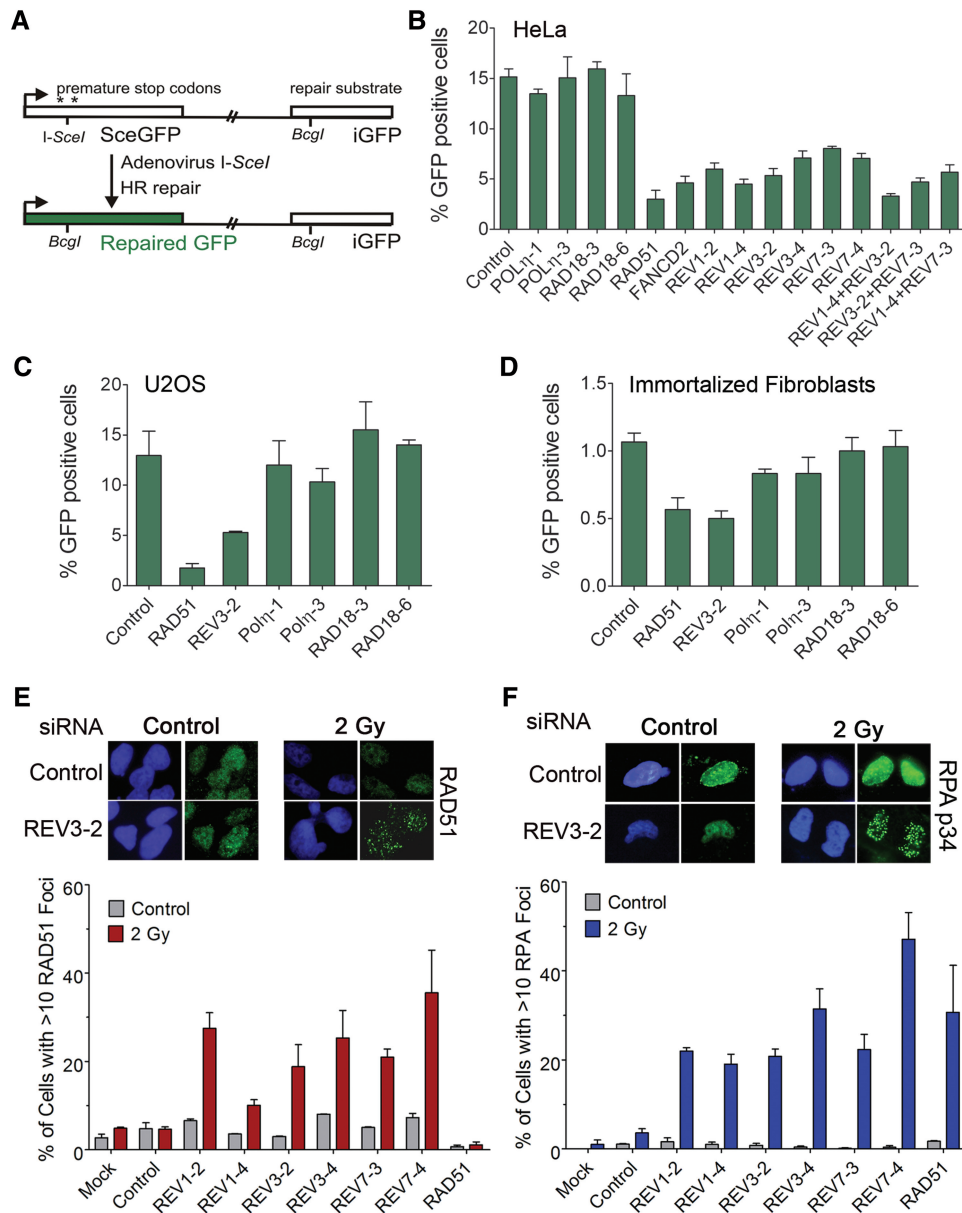 A
premature stop codons
* *
repair substrate
I-SceI
SceGFP
BcgI
iGFP
Adenovirus I-SceI
HR repair
BcgI
Repaired GFP
BcgI
iGFP
B
HeLa
% GFP positive cells
20
15
10
5
0
Control
POLη-1
POLη-3
RAD18-3
RAD18-6
RAD51
FANCD2
REV1-2
REV1-4
REV3-2
REV3-4
REV7-3
REV7-4
REV1-4+REV3-2
REV3-2+REV7-3
REV1-4+REV7-3
C
U2OS
% GFP positive cells
20
15
10
5
0
Control
RAD51
REV3-2
Polη-1
Polη-3
RAD18-3
RAD18-6
D
Immortalized Fibroblasts
% GFP positive cells
1.5
1.0
0.5
0.0
Control
RAD51
REV3-2
Polη-1
Polη-3
RAD18-3
RAD18-6
E
siRNA
Control
2 Gy
Control
REV3-2
RAD51
% of Cells with >10 RAD51 Foci
60
40
20
0
Control
2 Gy
Mock
Control
REV1-2
REV1-4
REV3-2
REV3-4
REV7-3
REV7-4
RAD51
F
siRNA
Control
2 Gy
Control
REV3-2
RPA p34
% of Cells with >10 RPA Foci
60
40
20
0
Control
2 Gy
Mock
Control
REV1-2
REV1-4
REV3-2
REV3-4
REV7-3
REV7-4
RAD51